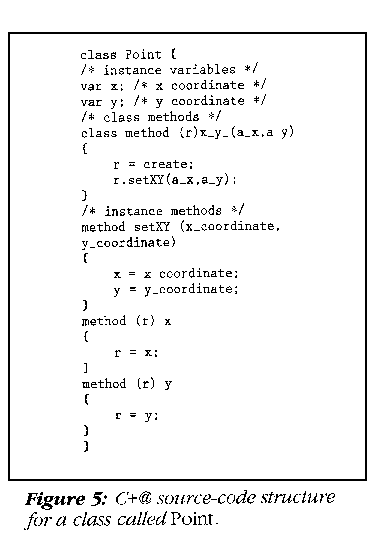 class Point {
/* instance variables */
var x; /* x coordinate */
var y; /* y coordinate */
/* class methods */
class method (r)x_y_(a_x,a y)
{
r = create;
r.setXY(a_x,a_y);
}
/* instance methods */
method setXY (x_coordinate,
y_coordinate)
{
x = x coordinate;
y = y_coordinate;
}
method (r) x
{
r = x;
]
method (r) y
{
r = y;
}
}
Figure 5: C+@ source-code structure
for a class called Point.